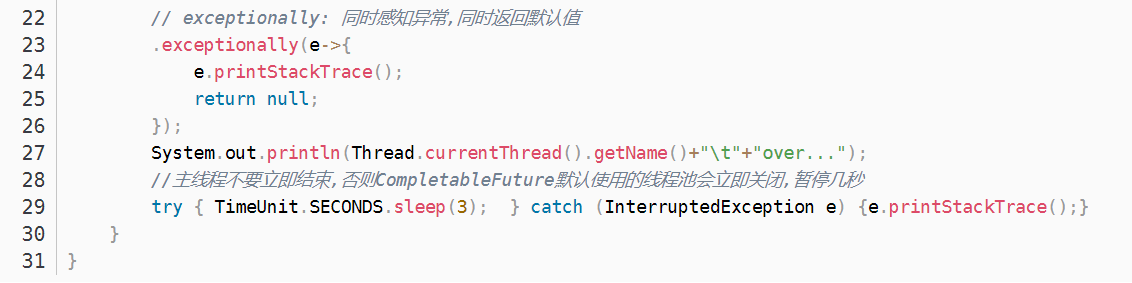 22 // exceptionally: 同时感知异常,同时返回默认值
23 .exceptionally(e->{
24 e.printStackTrace();
25 return null;
26 });
27 System.out.println(Thread.currentThread().getName()+"\t"+"over...");
28 //主线程不要立即结束,否则CompletableFuture默认使用的线程池会立即关闭,暂停几秒
29 try { TimeUnit.SECONDS.sleep(3);  } catch (InterruptedException e) {e.printStackTrace();}
30 }
31 }